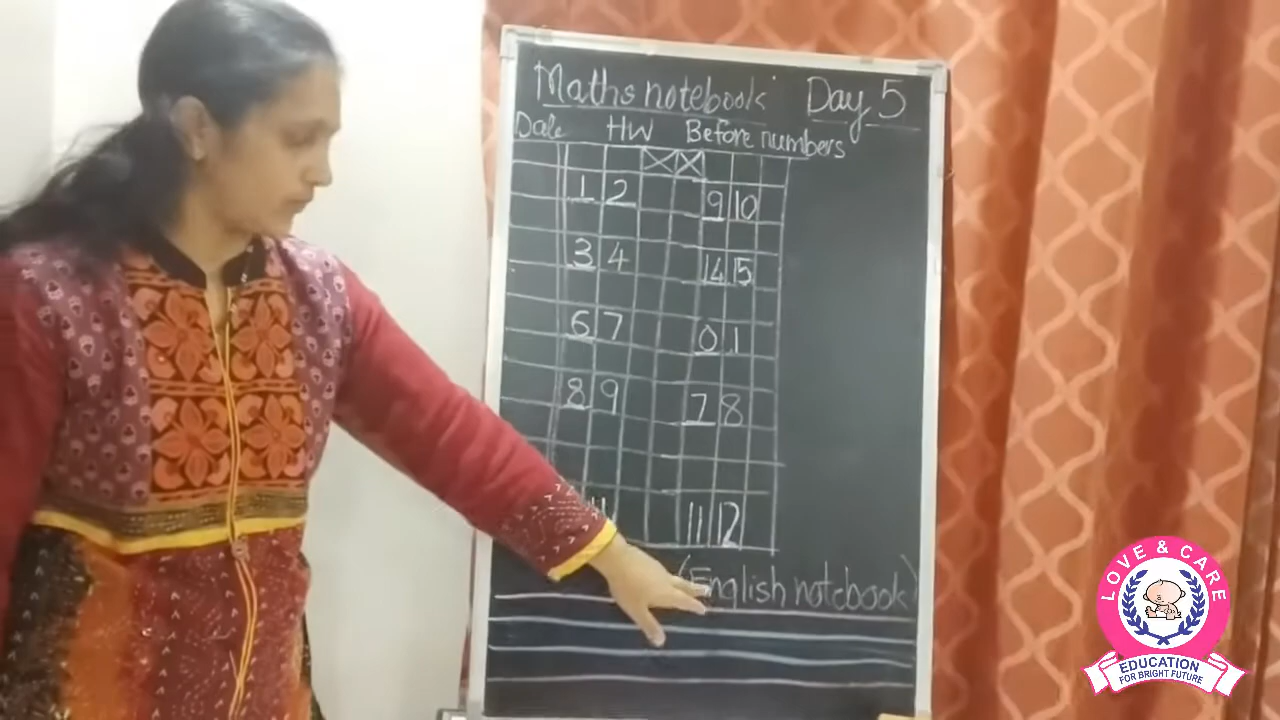 Maths notebook Day 5
Date HW Before numbers
1 2 9 10
3 4 14 15
6 7 0 1
8 9 7 8
11 12
(English notebook)
LOVE & CARE
EDUCATION
FOR BRIGHT FUTURE